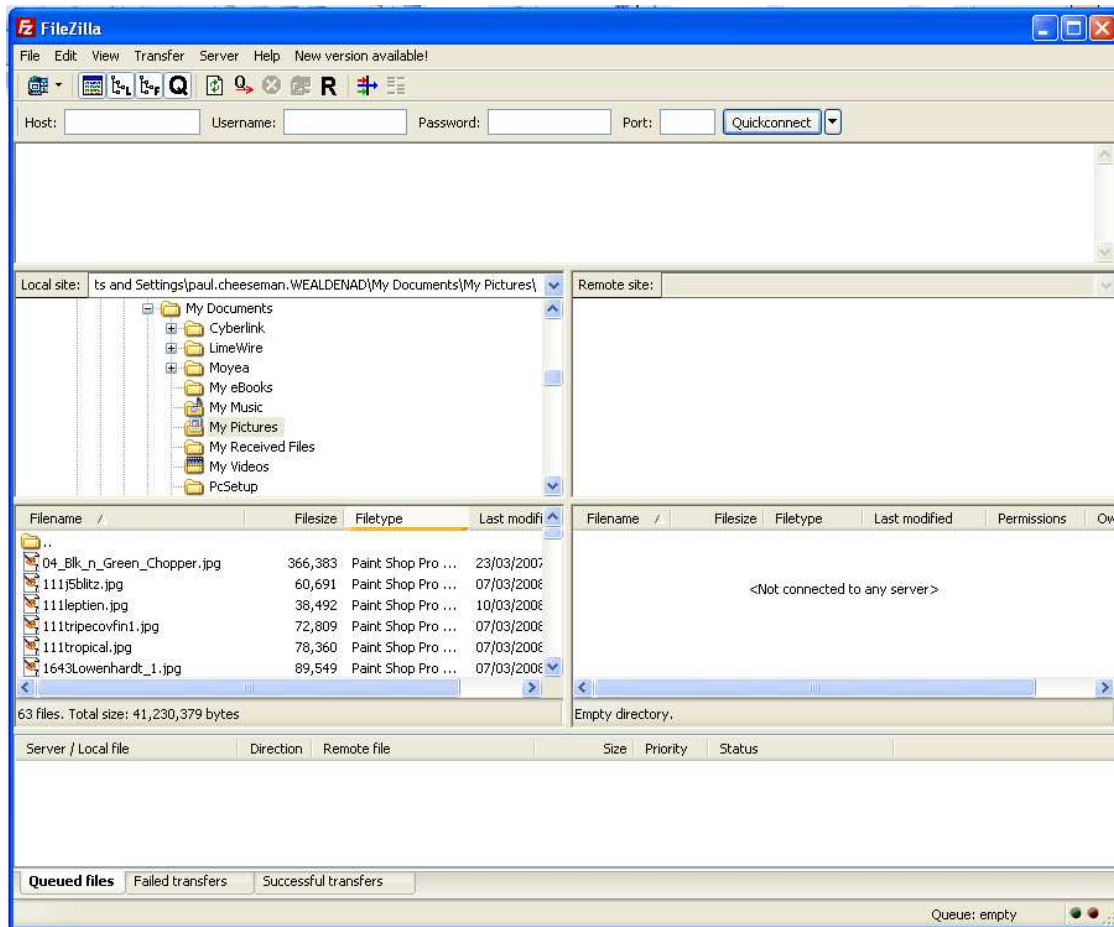 FileZilla
File Edit View Transfer Server Help New version available!
Host: Username: Password: Port: Quickconnect
Local site: ts and Settings\paul.cheeseman.WEALDENAD\My Documents\My Pictures\
My Documents
Cyberlink
LimeWire
Moyea
My eBooks
My Music
My Pictures
My Received Files
My Videos
PcSetup
Remote site:
Filename Filesize Filetype Last modifi
..
04_Blk_n_Green_Chopper.jpg 366,383 Paint Shop Pro ... 23/03/2007
111j5blitz.jpg 60,691 Paint Shop Pro ... 07/03/2008
111leptien.jpg 38,492 Paint Shop Pro ... 10/03/2008
111tripecovfin1.jpg 72,809 Paint Shop Pro ... 07/03/2008
111tropical.jpg 78,360 Paint Shop Pro ... 07/03/2008
1643Lowenhardt_1.jpg 89,549 Paint Shop Pro ... 07/03/2008
63 files. Total size: 41,230,379 bytes
Filename Filesize Filetype Last modified Permissions Ow
<Not connected to any server>
Empty directory.
Server / Local file Direction Remote file Size Priority Status
Queued files Failed transfers Successful transfers
Queue: empty